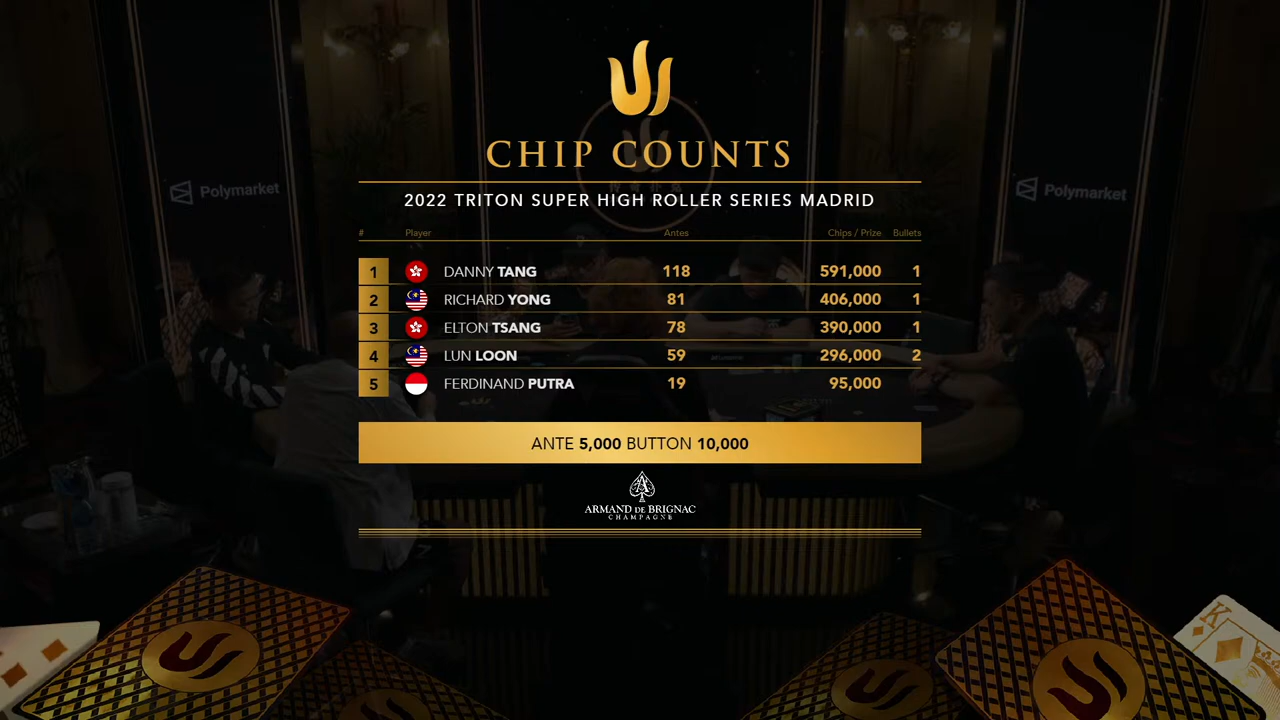 CHIP COUNTS
Polymarket
Polymarket
2022 TRITON SUPER HIGH ROLLER SERIES MADRID
# Player Antes Chips / Prize Bullets
1 DANNY TANG 118 591,000 1
2 RICHARD YONG 81 406,000 1
3 ELTON TSANG 78 390,000 1
4 LUN LOON 59 296,000 2
5 FERDINAND PUTRA 19 95,000
ANTE 5,000 BUTTON 10,000
A
ARMAND DE BRIGNAC
CHAMPAGNE
K